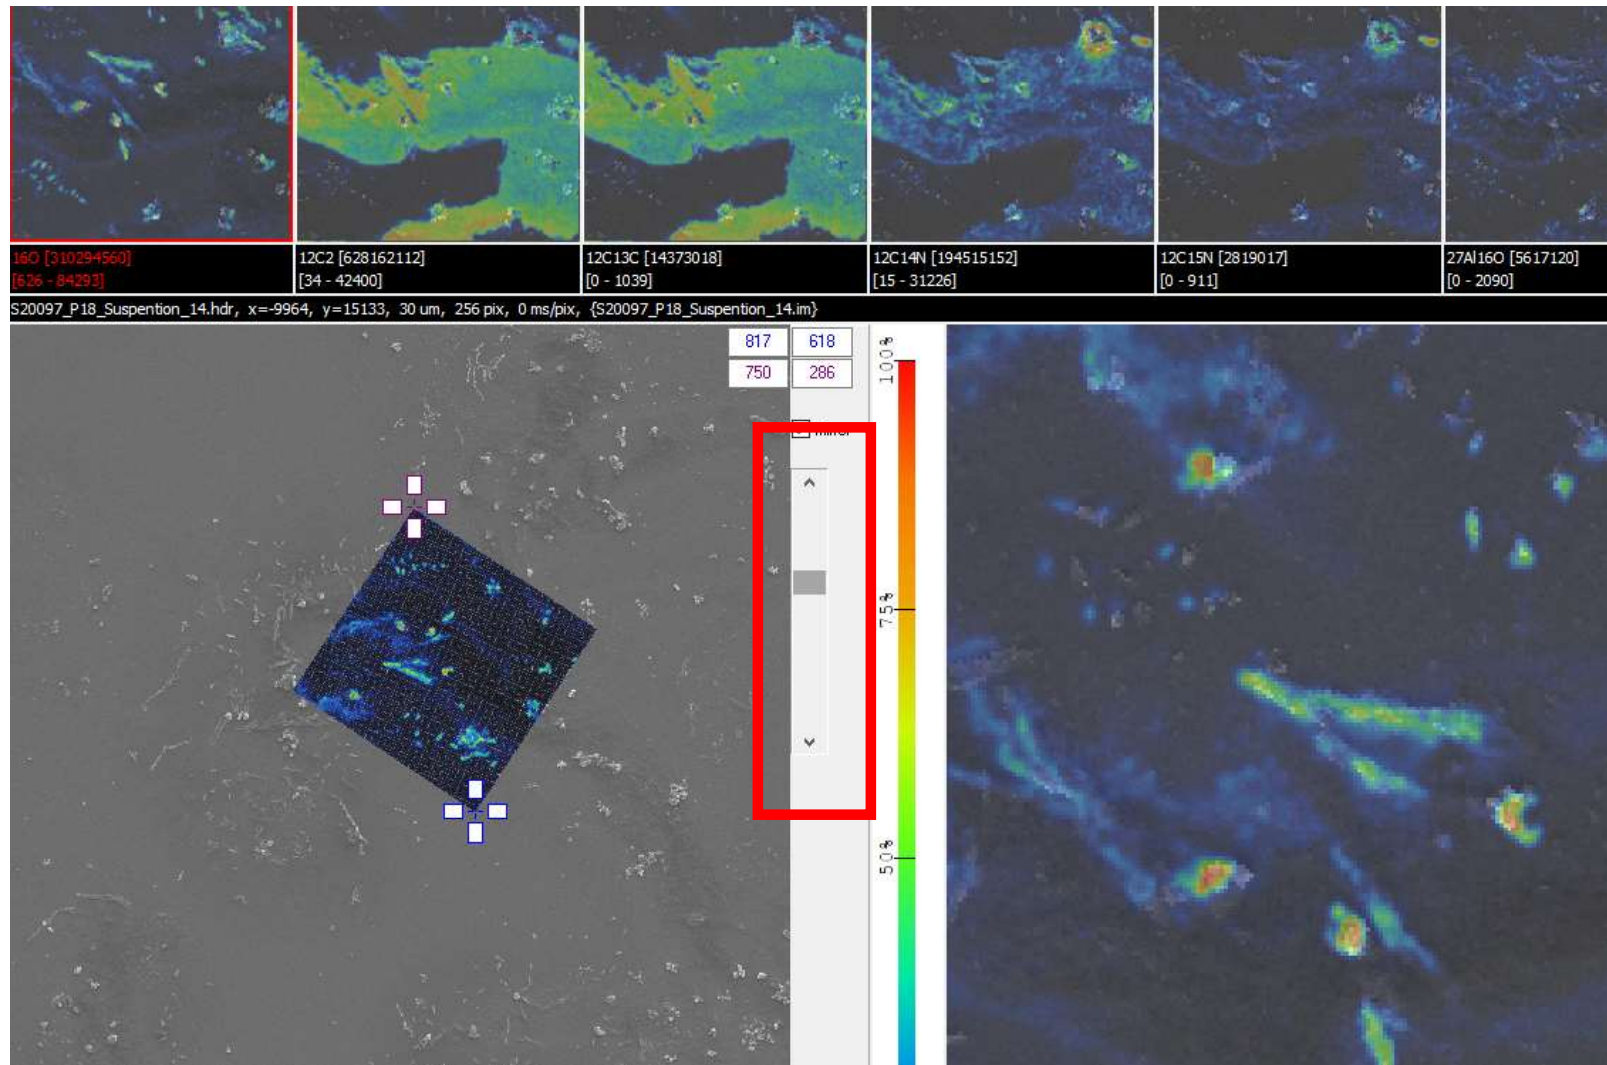 16O [310294560]
[626 - 84293]
12C2 [628162112]
[34 - 42400]
12C13C [14373018]
[0 - 1039]
12C14N [194515152]
[15 - 31226]
12C15N [2819017]
[0 - 911]
27Al16O [5617120]
[0 - 2090]
S20097_P18_Suspention_14.hdr, x=-9964, y=15133, 30 um, 256 pix, 0 ms/pix, {S20097_P18_Suspention_14.im}
817 618
750 286
mirror
100%
75%
50%